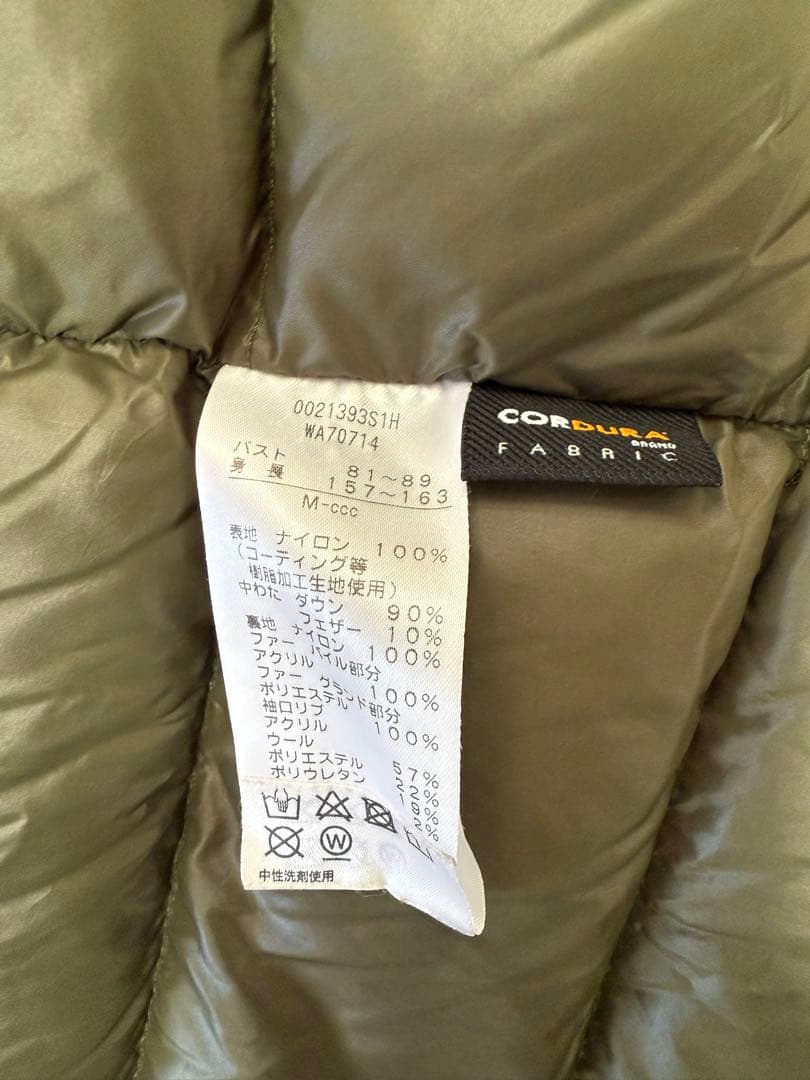 0021393S1H
WA70714
バスト 81～89
身長 157～163
M-ccc
表地 ナイロン 100%
(コーティング等
樹脂加工生地使用)
中わた ダウン 90%
フェザー 10%
裏地 ナイロン 100%
ファー パイル部分
アクリル 100%
ファー グランド部分
ポリエステル 100%
袖口リブ
アクリル 57%
ウール 22%
ポリエステル 19%
ポリウレタン 2%
W
中性洗剤使用
CORDURA
BRAND
FABRIC